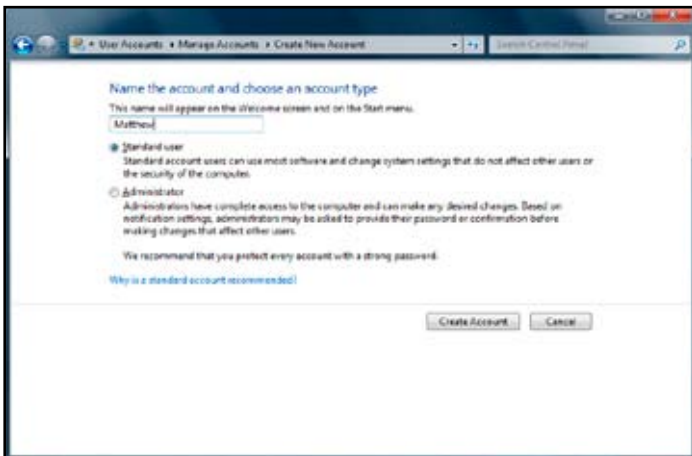 User Accounts ▸ Manage Accounts ▸ Create New Account
Search Control Panel
Name the account and choose an account type
This name will appear on the Welcome screen and on the Start menu.
Matthew
Standard user
Standard account users can use most software and change system settings that do not affect other users or
the security of the computer.
Administrator
Administrators have complete access to the computer and can make any desired changes. Based on
notification settings, administrators may be asked to provide their password or confirmation before
making changes that affect other users.
We recommend that you protect every account with a strong password.
Why is a standard account recommended?
Create Account
Cancel